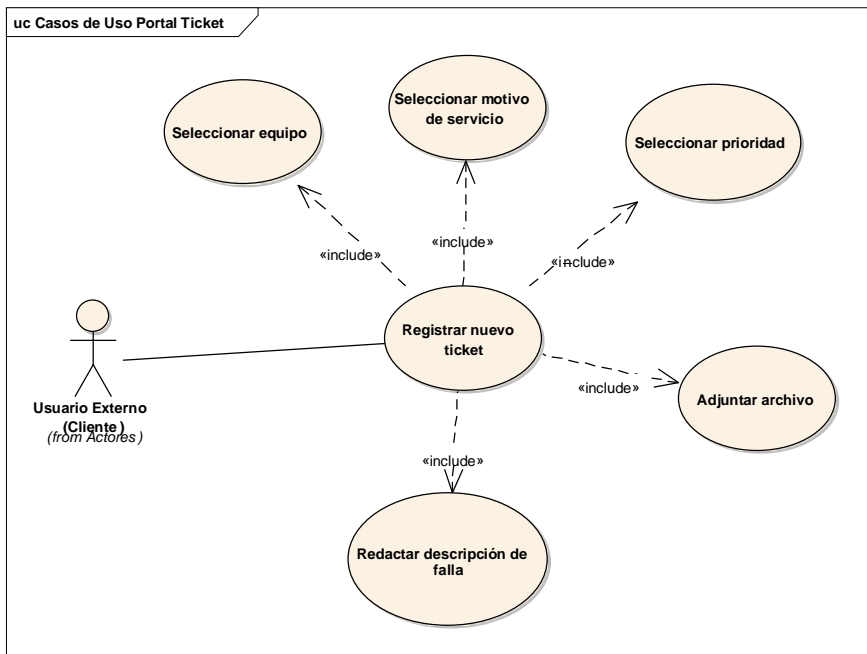 uc Casos de Uso Portal Ticket
Seleccionar equipo
Seleccionar motivo
de servicio
Seleccionar prioridad
«include»
«include»
«include»
Registrar nuevo
ticket
Usuario Externo
(Cliente)
(from Actores)
«include»
Adjuntar archivo
«include»
Redactar descripción de
falla